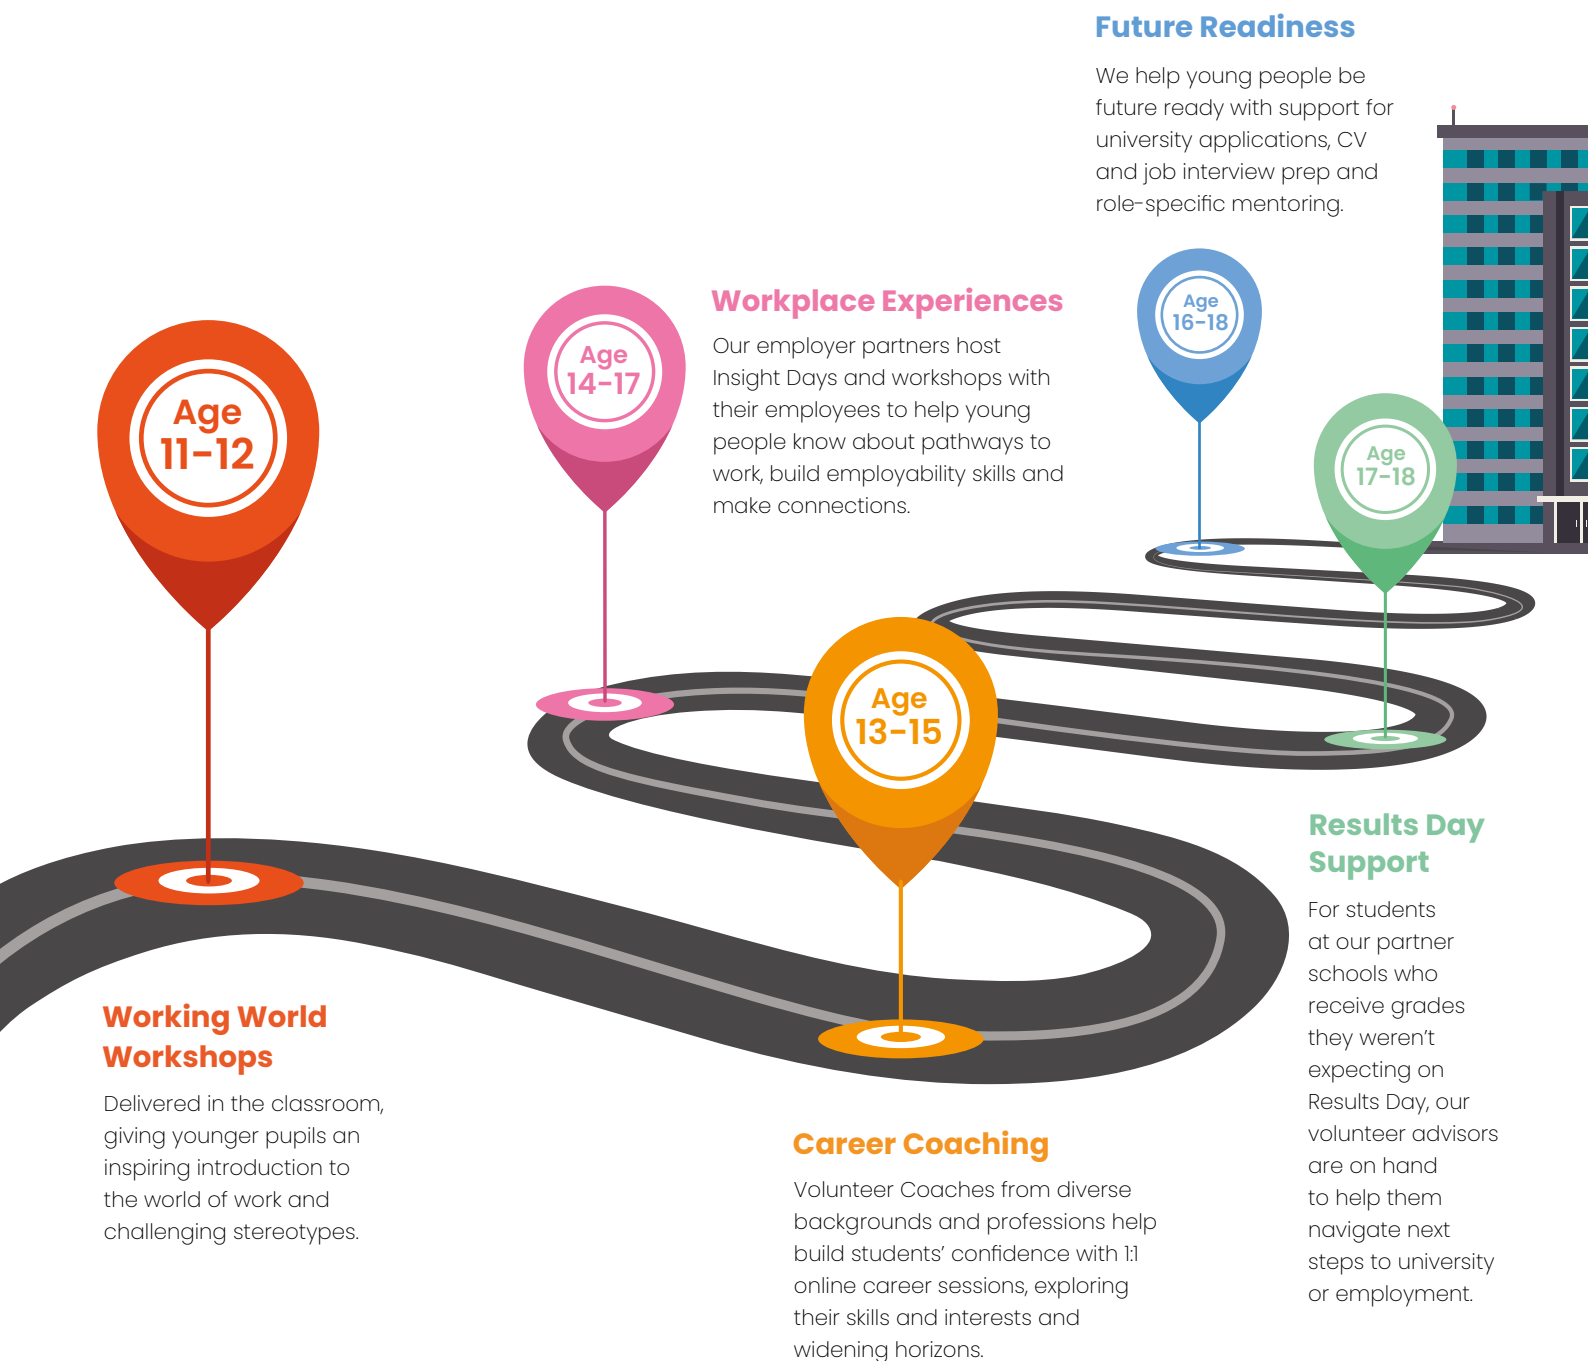 Future Readiness
We help young people be
future ready with support for
university applications, CV
and job interview prep and
role-specific mentoring.
Age
16-18
Workplace Experiences
Our employer partners host
Insight Days and workshops with
their employees to help young
people know about pathways to
work, build employability skills and
make connections.
Age
14-17
Age
11-12
Age
17-18
Age
13-15
Working World
Workshops
Delivered in the classroom,
giving younger pupils an
inspiring introduction to
the world of work and
challenging stereotypes.
Career Coaching
Volunteer Coaches from diverse
backgrounds and professions help
build students’ confidence with 1:1
online career sessions, exploring
their skills and interests and
widening horizons.
Results Day
Support
For students
at our partner
schools who
receive grades
they weren’t
expecting on
Results Day, our
volunteer advisors
are on hand
to help them
navigate next
steps to university
or employment.